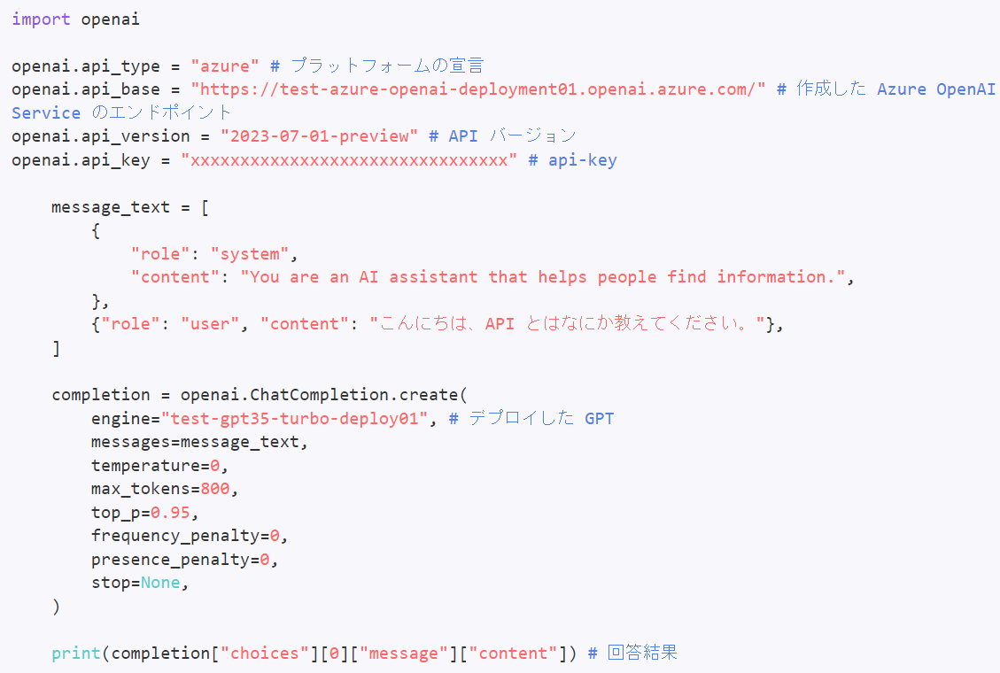 import openai

openai.api_type = "azure" # プラットフォームの宣言
openai.api_base = "https://test-azure-openai-deployment01.openai.azure.com/" # 作成した Azure OpenAI
Service のエンドポイント
openai.api_version = "2023-07-01-preview" # API バージョン
openai.api_key = "xxxxxxxxxxxxxxxxxxxxxxxxxxxxxxxx" # api-key

    message_text = [
        {
            "role": "system",
            "content": "You are an AI assistant that helps people find information.",
        },
        {"role": "user", "content": "こんにちは、API とはなにか教えてください。"},
    ]

    completion = openai.ChatCompletion.create(
        engine="test-gpt35-turbo-deploy01", # デプロイした GPT
        messages=message_text,
        temperature=0,
        max_tokens=800,
        top_p=0.95,
        frequency_penalty=0,
        presence_penalty=0,
        stop=None,
    )

    print(completion["choices"][0]["message"]["content"]) # 回答結果